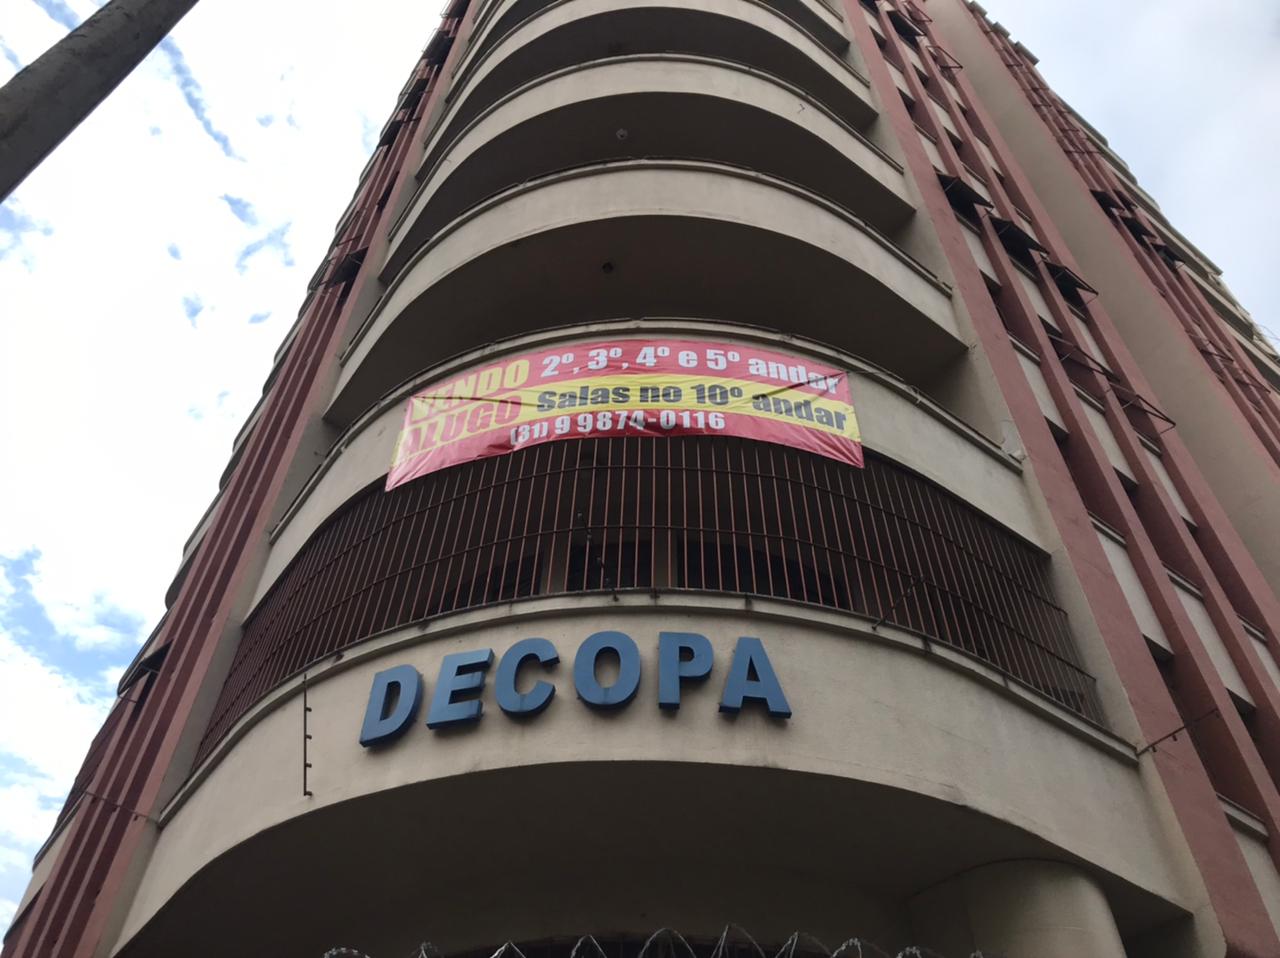 VENDO 2º, 3º, 4º e 5º andar
ALUGO Salas no 10º andar
(31) 9 9874-0116
DECOPA